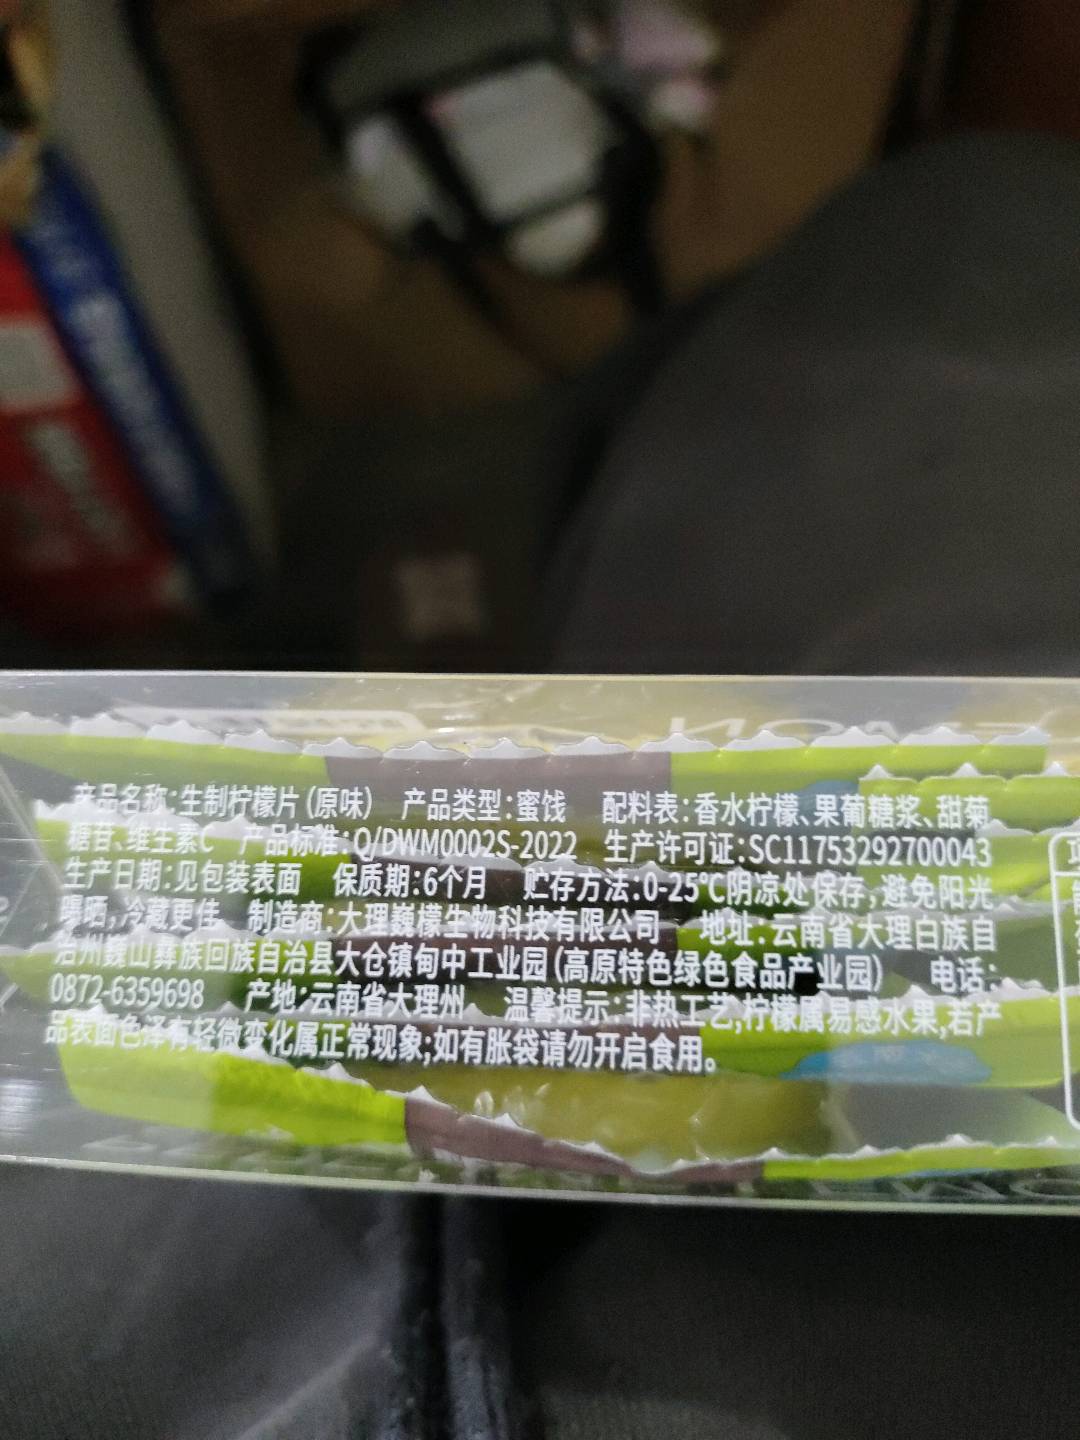 产品名称:生制柠檬片(原味) 产品类型:蜜饯 配料表:香水柠檬、果葡糖浆、甜菊
糖苷、维生素C 产品标准:Q/DWM0002S-2022 生产许可证:SC11753292700043
生产日期:见包装表面 保质期:6个月 贮存方法:0-25℃阴凉处保存,避免阳光
曝晒,冷藏更佳 制造商:大理巍檬生物科技有限公司 地址:云南省大理白族自
治州巍山彝族回族自治县大仓镇甸中工业园(高原特色绿色食品产业园) 电话:
0872-6359698 产地:云南省大理州 温馨提示:非热工艺,柠檬属易感水果,若产
品表面色泽有轻微变化属正常现象;如有胀袋请勿开启食用。